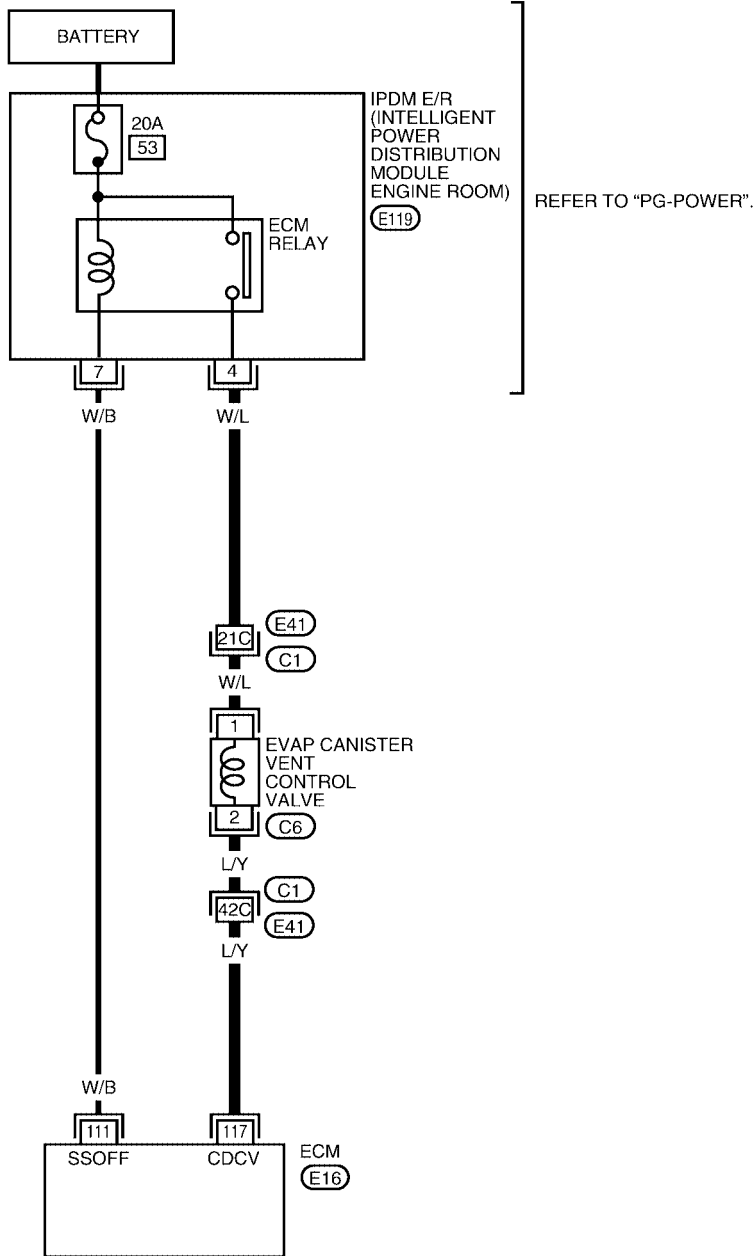 BATTERY
20A
53
IPDM E/R
(INTELLIGENT
POWER
DISTRIBUTION
MODULE
ENGINE ROOM)
E119
REFER TO “PG-POWER”.
ECM
RELAY
7
4
W/B
W/L
21C
E41
C1
W/L
1
EVAP CANISTER
VENT
CONTROL
VALVE
2
C6
L/Y
C1
42C
E41
L/Y
W/B
111
117
SSOFF
CDCV
ECM
E16